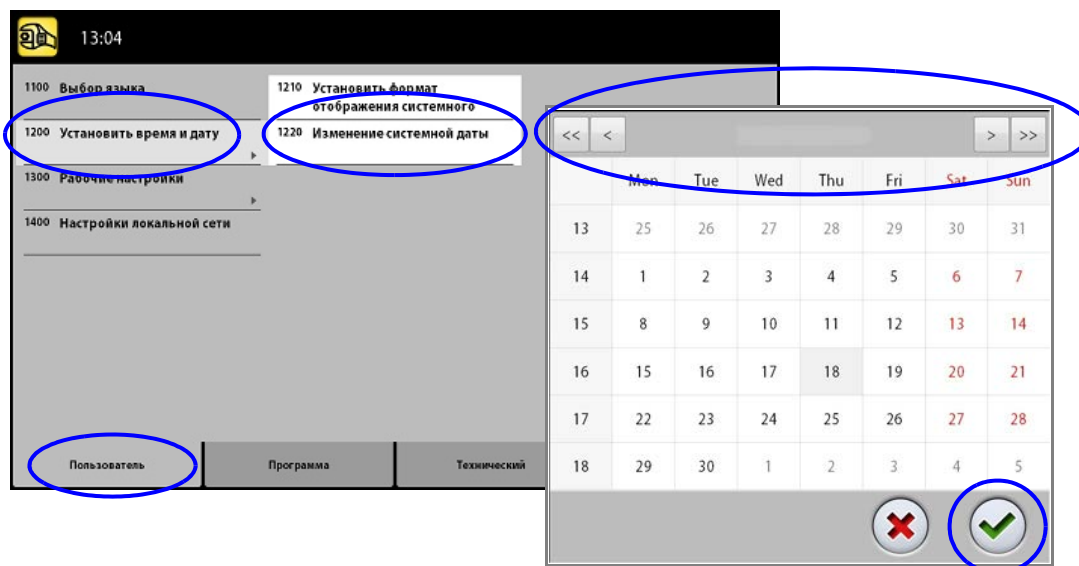 13:04
1100 Выбор языка
1200 Установить время и дату
1300 Рабочие настройки
1400 Настройки локальной сети
1210 Установить формат
отображения системного
1220 Изменение системной даты
Пользователь Программа Технический
<< < > >>
Mon Tue Wed Thu Fri Sat Sun
13 25 26 27 28 29 30 31
14 1 2 3 4 5 6 7
15 8 9 10 11 12 13 14
16 15 16 17 18 19 20 21
17 22 23 24 25 26 27 28
18 29 30 1 2 3 4 5